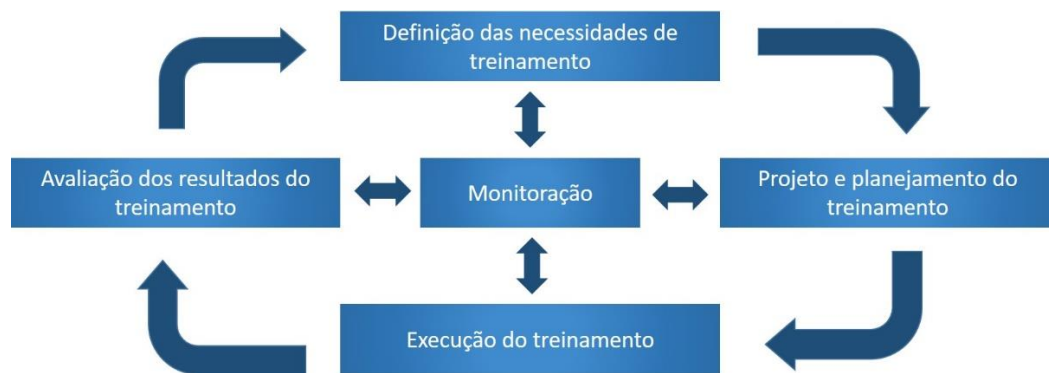 Definição das necessidades de
treinamento
Avaliação dos resultados do
treinamento
Monitoração
Projeto e planejamento do
treinamento
Execução do treinamento